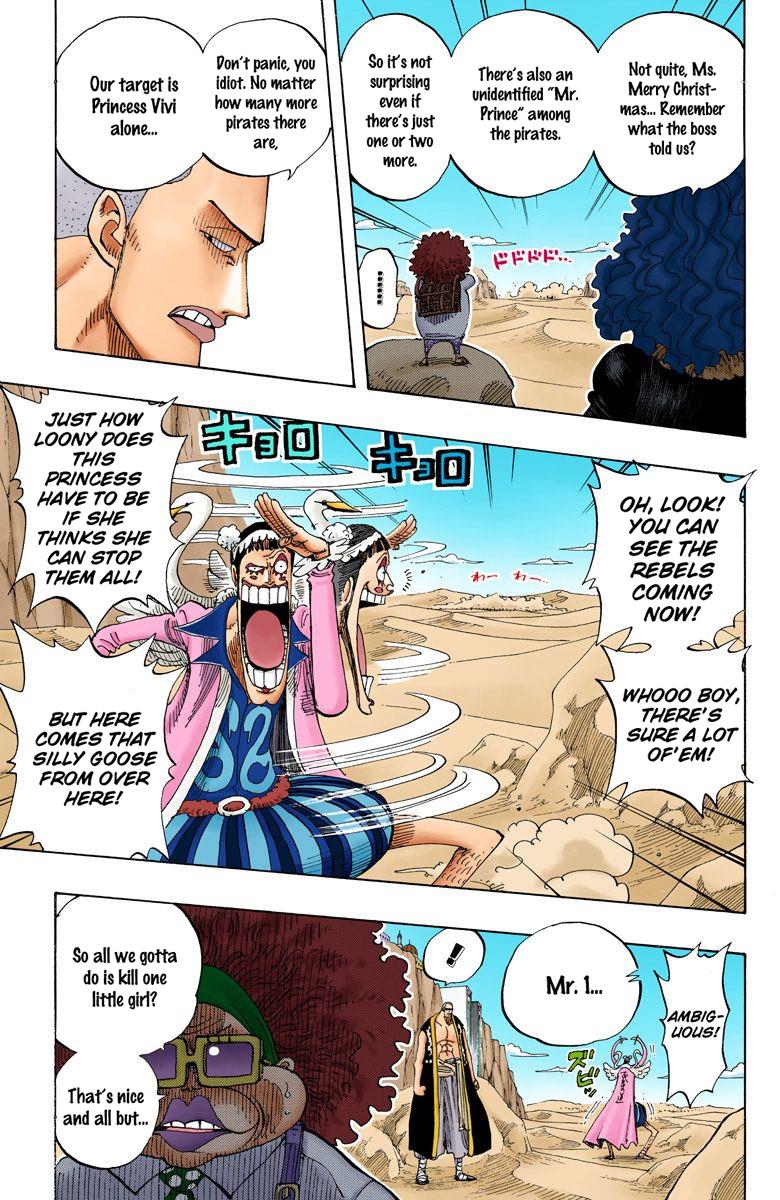 Not quite, Ms.
Merry Christ-
mas... Remember
what the boss
told us?
There's also an
unidentified "Mr.
Prince" among
the pirates.
So it's not
surprising
even if
there's just
one or two
more.
ドドドド...
......
Don't panic, you
idiot. No matter
how many more
pirates there
are,
Our target is
Princess Vivi
alone...
OH, LOOK!
YOU CAN
SEE THE
REBELS
COMING
NOW!
WHOOO BOY,
THERE'S
SURE A LOT
OF'EM!
わー わー...
キョロ
キョロ
JUST HOW
LOONY DOES
THIS
PRINCESS
HAVE TO BE
IF SHE
THINKS SHE
CAN STOP
THEM ALL!
BUT HERE
COMES THAT
SILLY GOOSE
FROM OVER
HERE!
AMBIG-
UOUS!
ズビッ
Mr. 1...
!
So all we gotta
do is kill one
little girl?
That's nice
and all but...